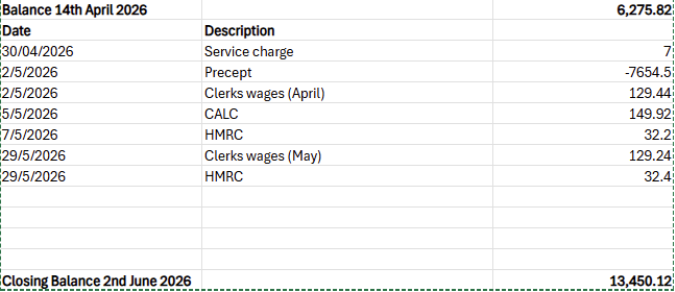 Balance 14th April 2026 6,275.82
Date Description
30/04/2026 Service charge 7
2/5/2026 Precept -7654.5
2/5/2026 Clerks wages (April) 129.44
5/5/2026 CALC 149.92
7/5/2026 HMRC 32.2
29/5/2026 Clerks wages (May) 129.24
29/5/2026 HMRC 32.4
Closing Balance 2nd June 2026 13,450.12